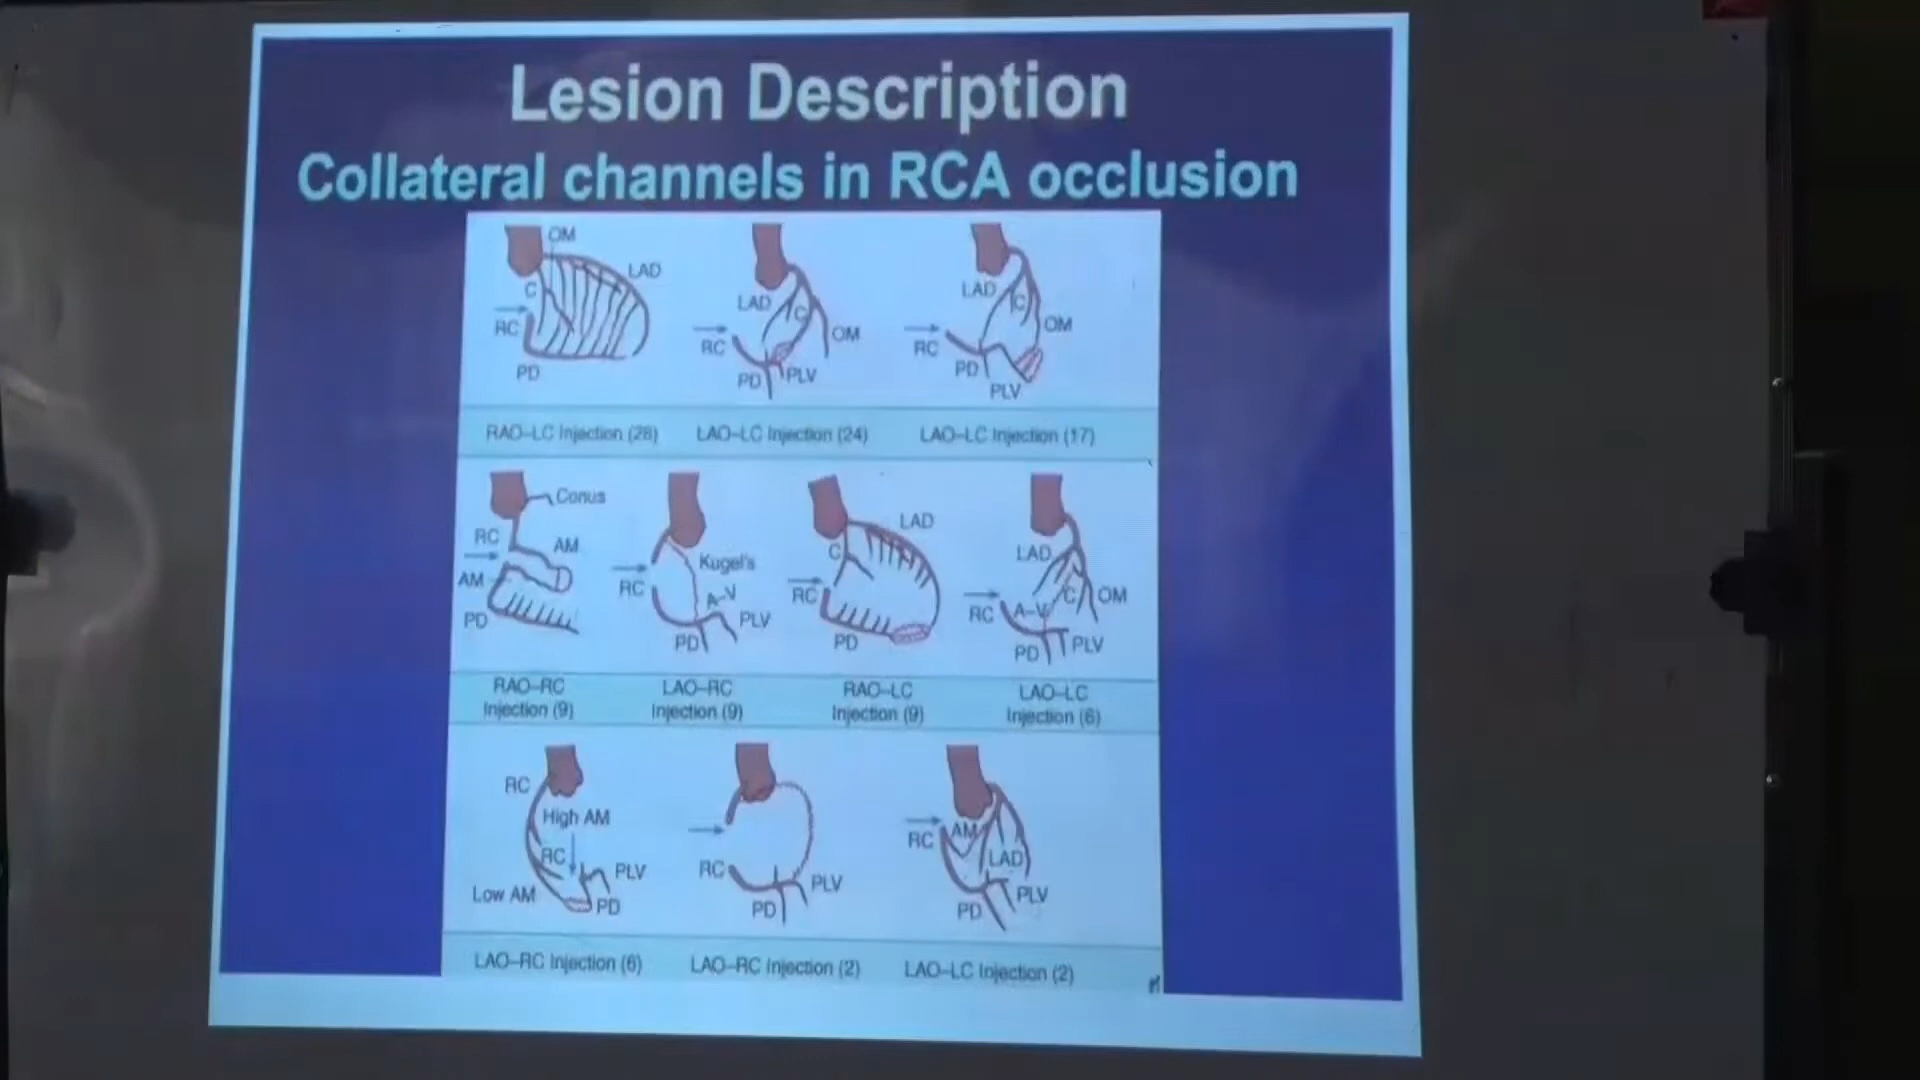 Lesion Description
Collateral channels in RCA occlusion
OM
LAD
C
RC
PD
LAD
C
RC
OM
PD
PLV
LAD
C
OM
RC
PD
PLV
RAO–LC Injection (28)
LAO–LC Injection (24)
LAO–LC Injection (17)
Conus
RC
AM
AM
PD
Kugel's
RC
A–V
PLV
PD
LAD
C
RC
PD
LAD
C
OM
RC
A–V
PLV
PD
RAO–RC
Injection (9)
LAO–RC
Injection (9)
RAO–LC
Injection (9)
LAO–LC
Injection (6)
RC
High AM
RC
PLV
Low AM
PD
RC
PLV
PD
AM
RC
LAD
PLV
PD
LAO–RC Injection (6)
LAO–RC Injection (2)
LAO–LC Injection (2)